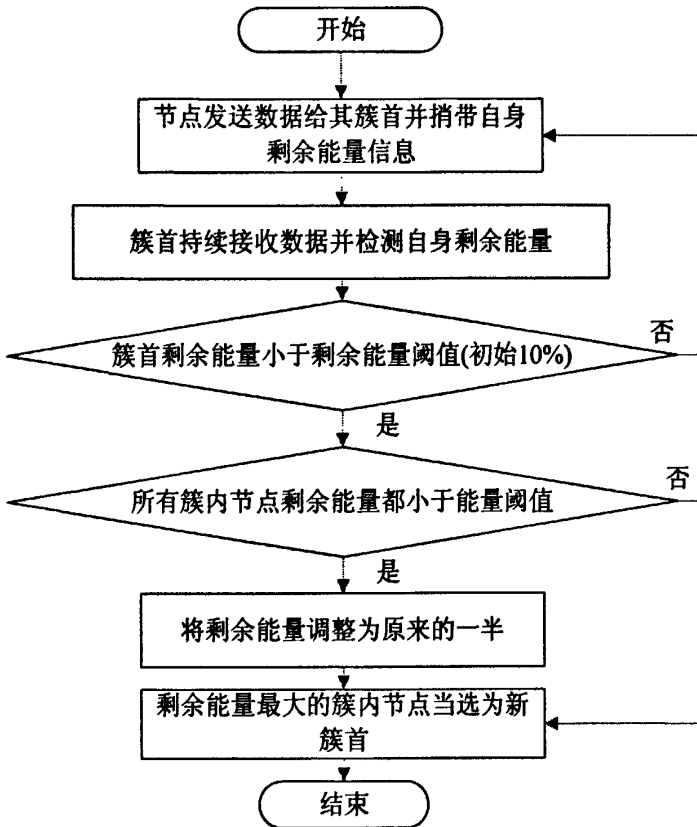 开始
节点发送数据给其簇首并捎带自身
剩余能量信息
簇首持续接收数据并检测自身剩余能量
否
簇首剩余能量小于剩余能量阈值(初始10%)
是
否
所有簇内节点剩余能量都小于能量阈值
是
将剩余能量调整为原来的一半
剩余能量最大的簇内节点当选为新
簇首
结束